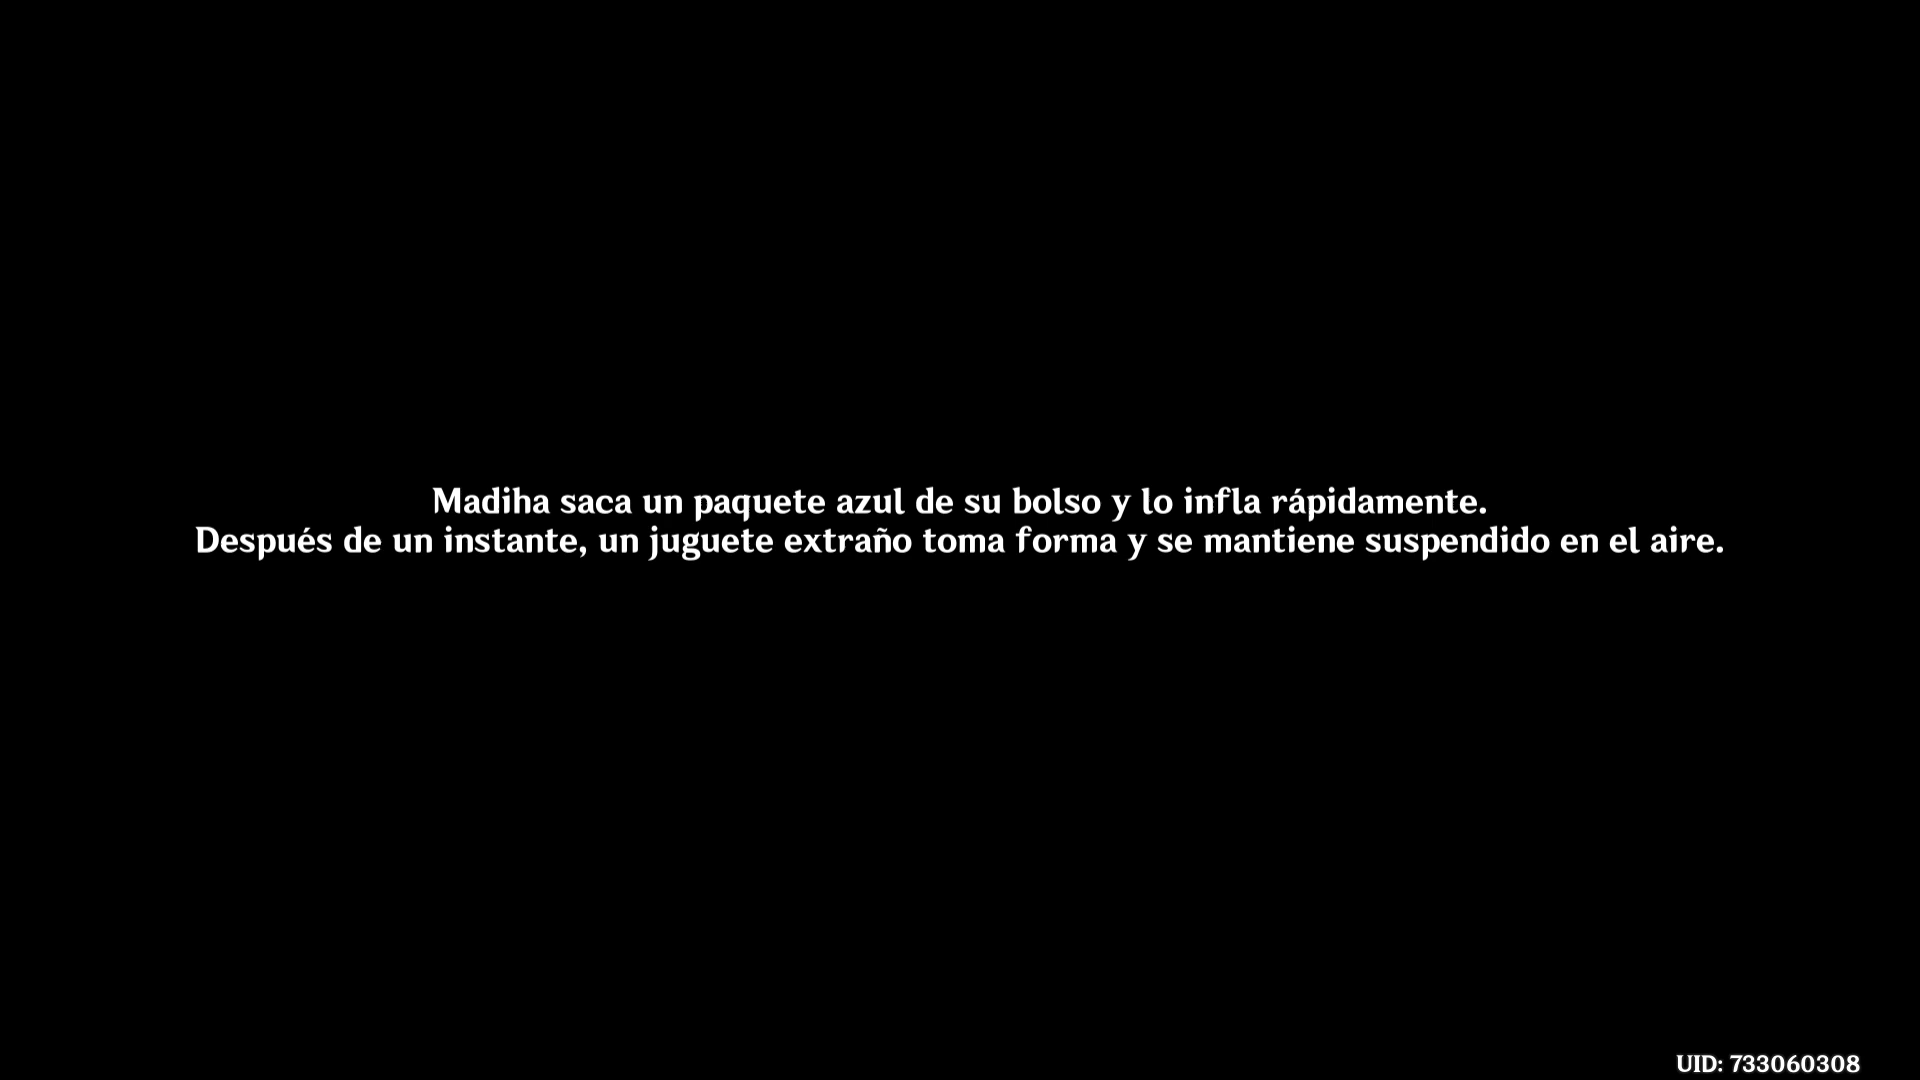 Madiha saca un paquete azul de su bolso y lo infla rápidamente.
Después de un instante, un juguete extraño toma forma y se mantiene suspendido en el aire.
UID: 733060308